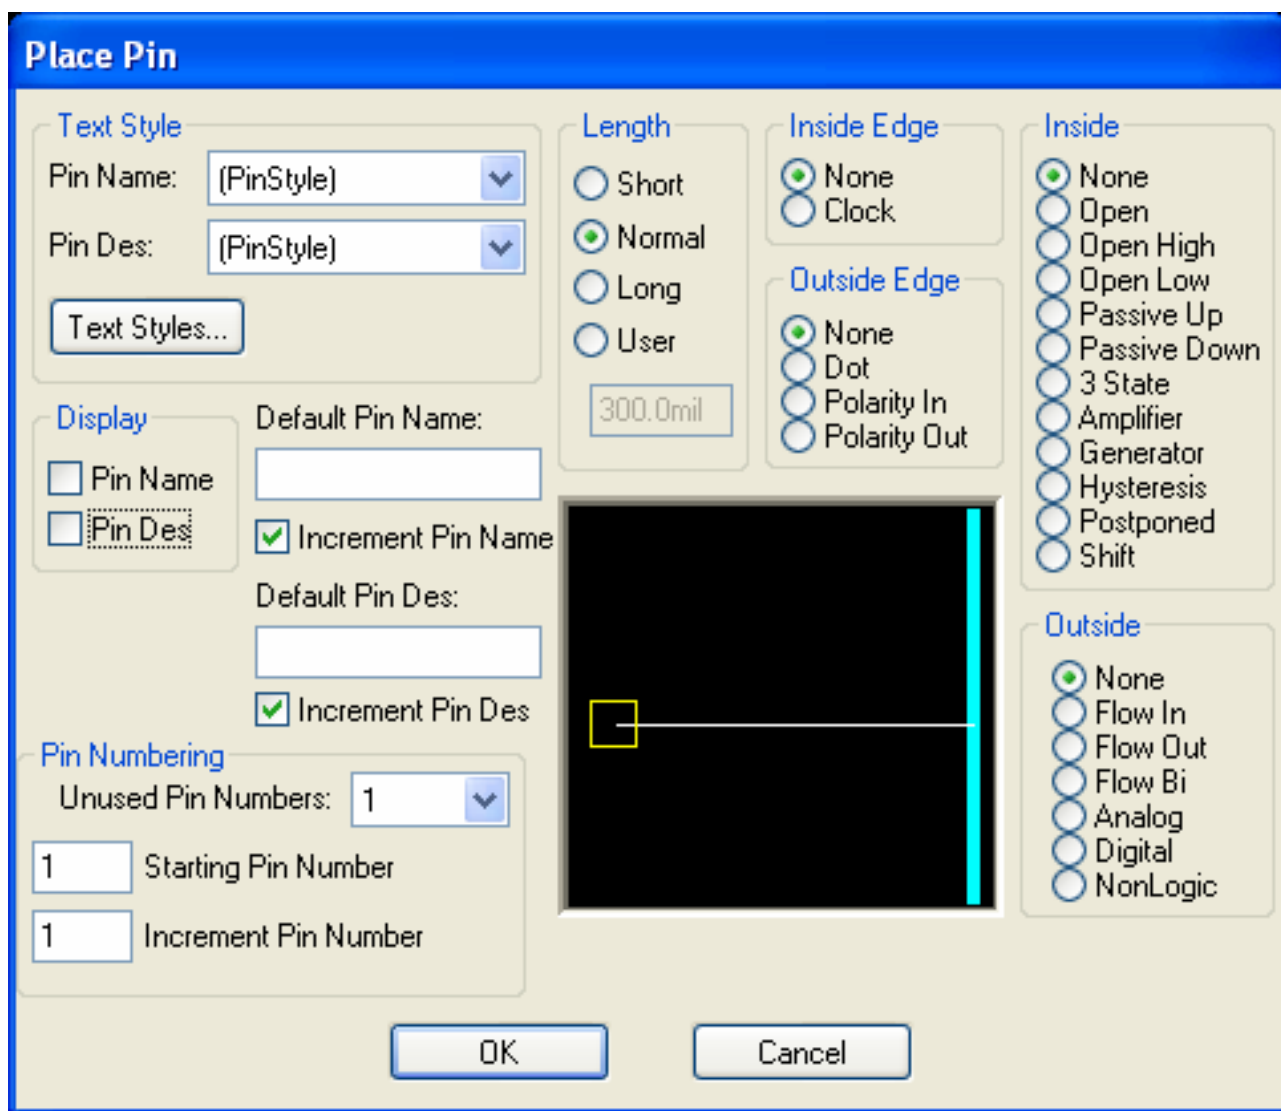 Place Pin
Text Style
Pin Name:
(PinStyle)
Pin Des:
(PinStyle)
Text Styles...
Length
Short
Normal
Long
User
300.0mil
Inside Edge
None
Clock
Outside Edge
None
Dot
Polarity In
Polarity Out
Inside
None
Open
Open High
Open Low
Passive Up
Passive Down
3 State
Amplifier
Generator
Hysteresis
Postponed
Shift
Display
Pin Name
Pin Des
Default Pin Name:
Increment Pin Name
Default Pin Des:
Increment Pin Des
Outside
None
Flow In
Flow Out
Flow Bi
Analog
Digital
NonLogic
Pin Numbering
Unused Pin Numbers: 1
1 Starting Pin Number
1 Increment Pin Number
OK
Cancel